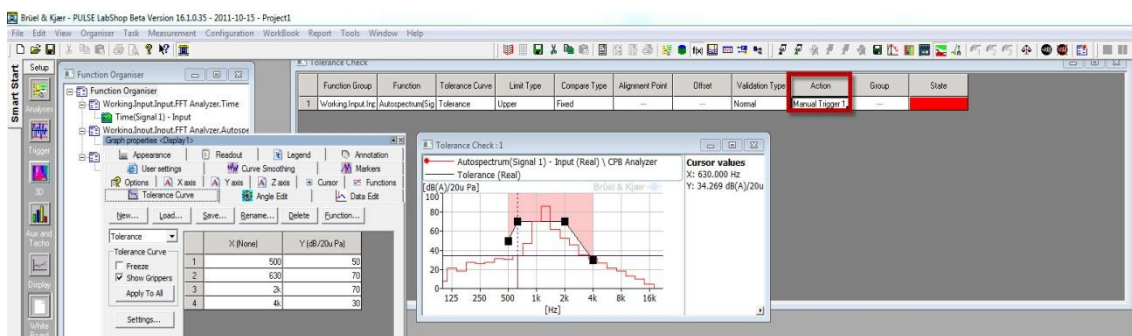 Brüel & Kjær - PULSE LabShop Beta Version 16.1.0.35 - 2011-10-15 - Project1
File Edit View Organiser Task Measurement Configuration WorkBook Report Tools Window Help
Smart Start
Setup
Analyses
Trigger
3D
Aux and Tacho
Display
White Board
Function Organiser
Function Organiser
Working.Input.Input.FFT Analyzer.Time
Time(Signal 1) - Input
Working.Input.Input.FFT Analyzer.Autospe
Graph properties <Display1>
Appearance Readout Legend Annotation
User settings Curve Smoothing Markers
Options X axis Y axis Z axis Cursor Functions
Tolerance Curve Angle Edit Data Edit
New... Load... Save... Rename... Delete Function...
Tolerance
Tolerance Curve
Freeze
Show Grippers
Apply To All
Settings...
X (None) Y (dB/20u Pa)
1 500 50
2 630 70
3 2k 70
4 4k 30
Tolerance Check
Function Group Function Tolerance Curve Limit Type Compare Type Alignment Point Offset Validation Type Action Group State
1 Working.Input.Inp Autospectrum(Sig Tolerance Upper Fixed --- --- Normal Manual Trigger 1, ---
Tolerance Check : 1
Autospectrum(Signal 1) - Input (Real) \ CPB Analyzer
Tolerance (Real)
[dB(A)/20u Pa] Brüel & Kjær
100
80
60
40
20
0
125 250 500 1k 2k 4k 8k 16k
[Hz]
Cursor values
X: 630.000 Hz
Y: 34.269 dB(A)/20u